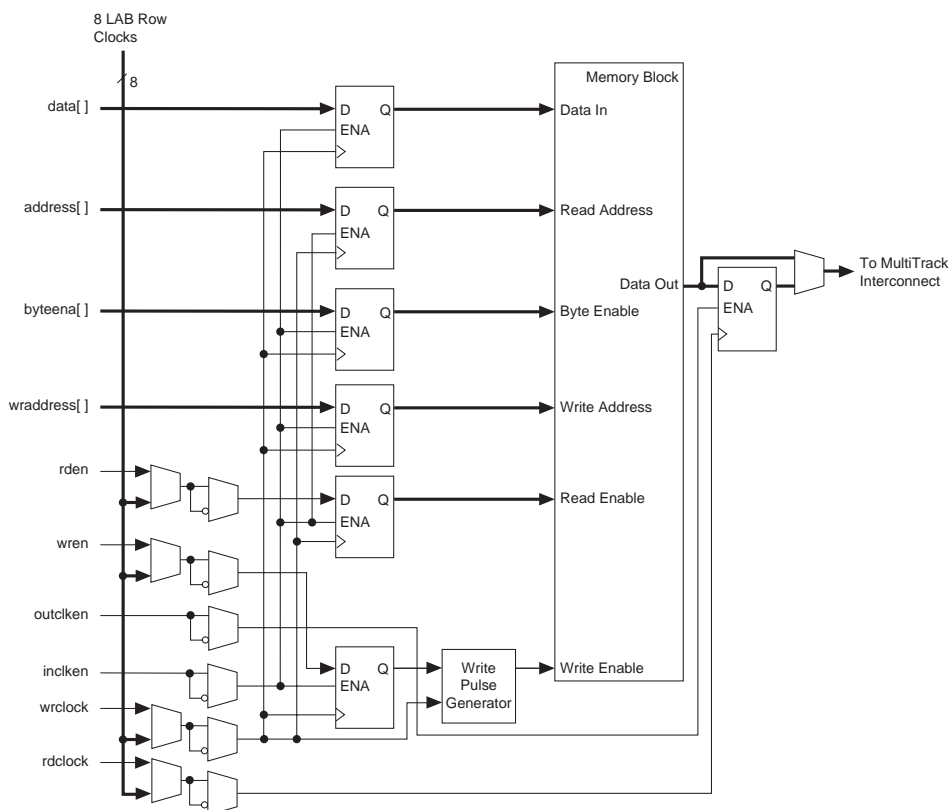 8 LAB Row
Clocks
8
Memory Block
data[ ]
D Q
ENA
Data In
address[ ]
D Q
ENA
Read Address
Data Out
To MultiTrack
Interconnect
D Q
ENA
byteena[ ]
D Q
ENA
Byte Enable
wraddress[ ]
D Q
ENA
Write Address
rden
D Q
ENA
Read Enable
wren
outclken
inclken
D Q
ENA
Write
Pulse
Generator
Write Enable
wrclock
rdclock